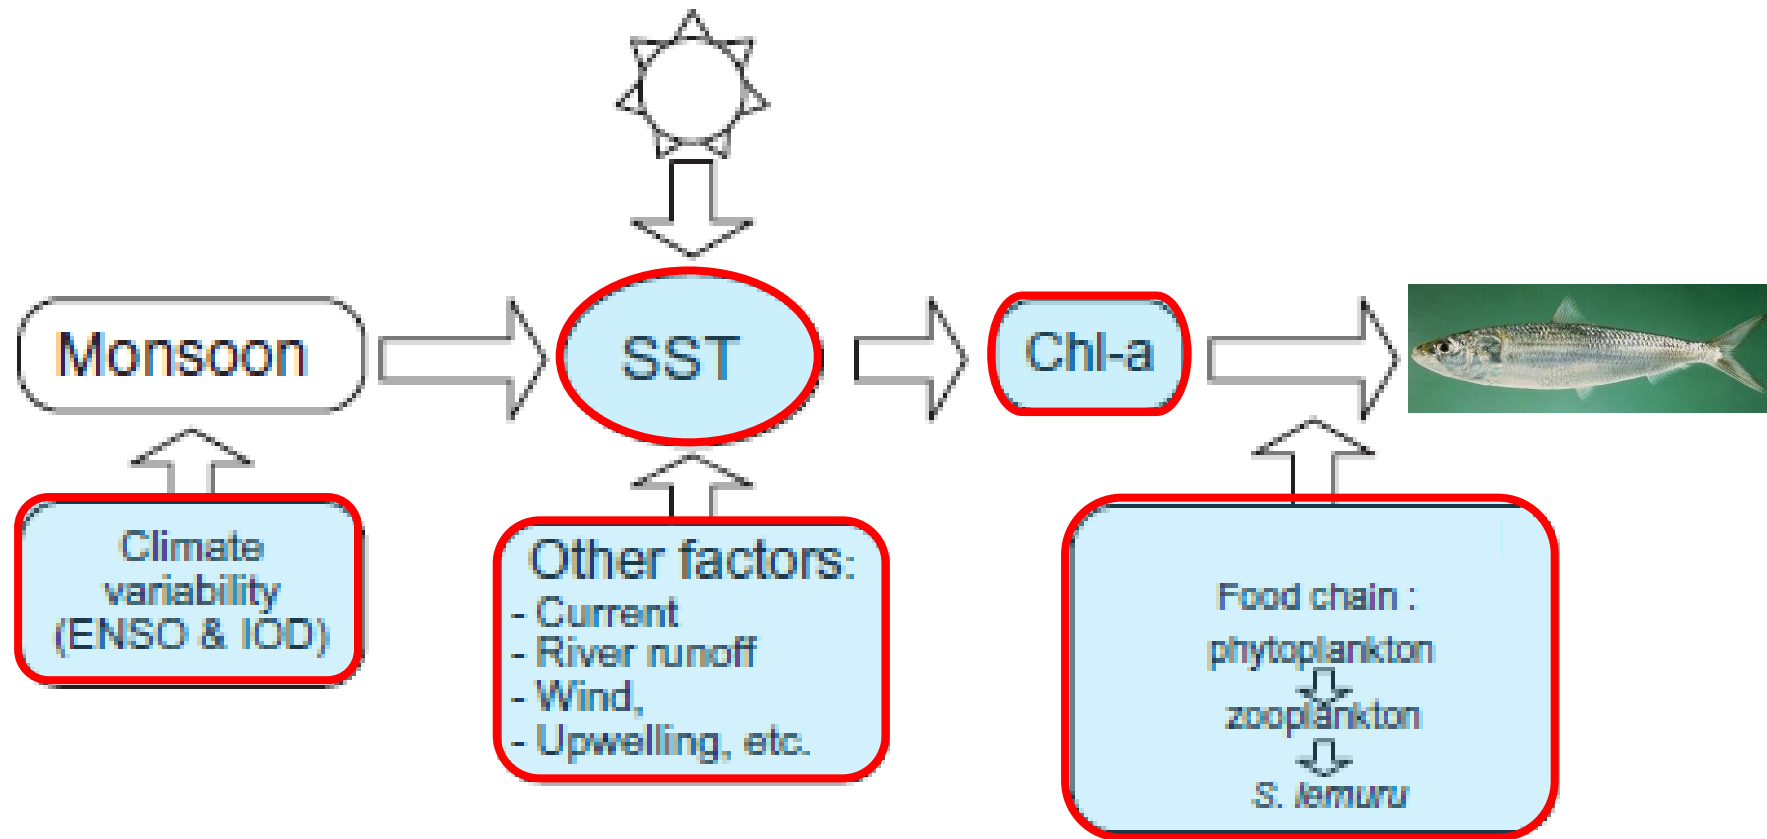 Monsoon
SST
Chl-a
Climate
variability
(ENSO & IOD)
Other factors:
- Current
- River runoff
- Wind,
- Upwelling, etc.
Food chain :
phytoplankton
zooplankton
S. lemuru